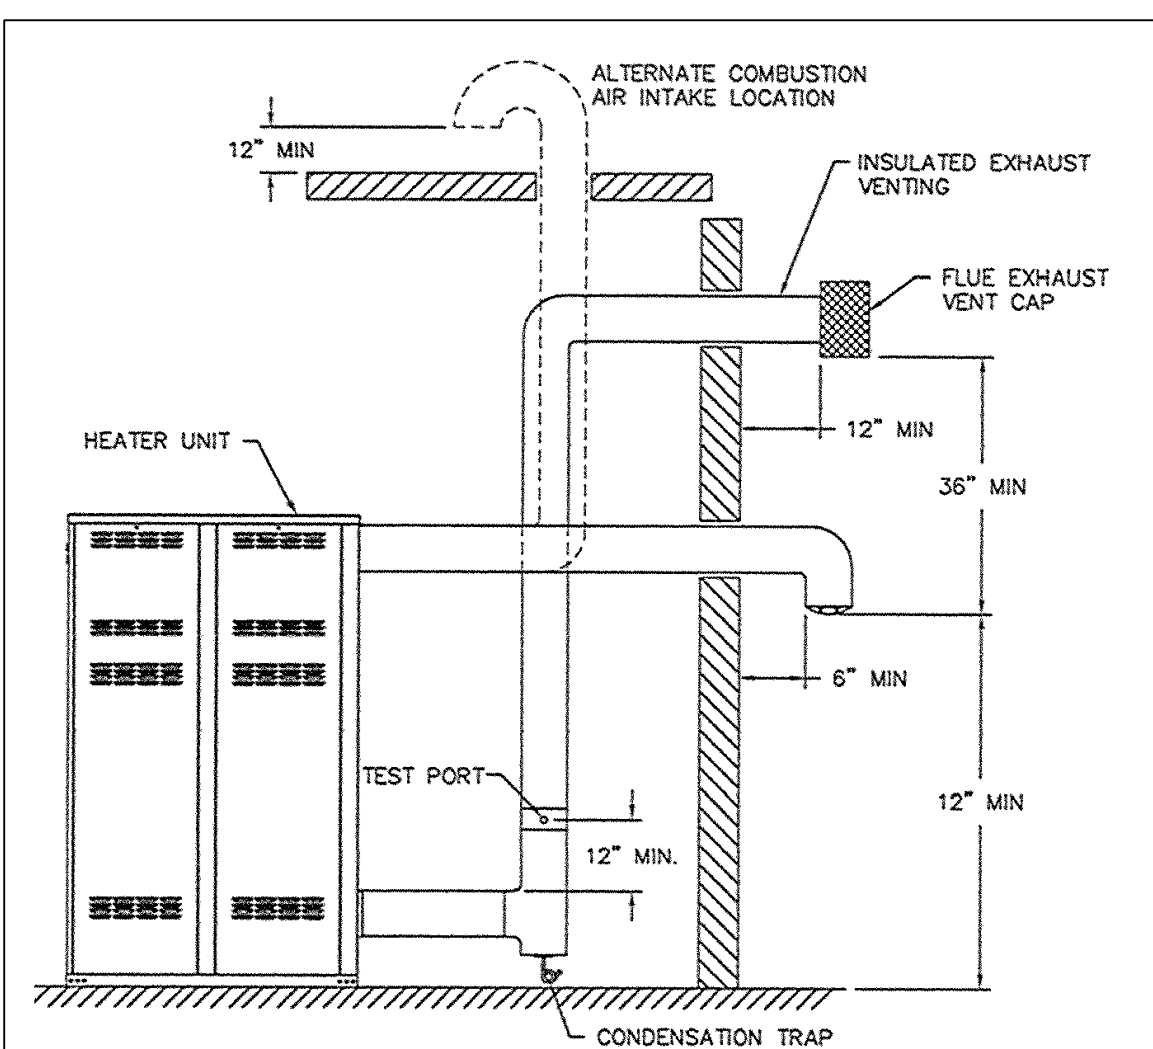 ALTERNATE COMBUSTION
AIR INTAKE LOCATION
12" MIN
INSULATED EXHAUST
VENTING
FLUE EXHAUST
VENT CAP
12" MIN
HEATER UNIT
36" MIN
6" MIN
TEST PORT
12" MIN
12" MIN.
CONDENSATION TRAP